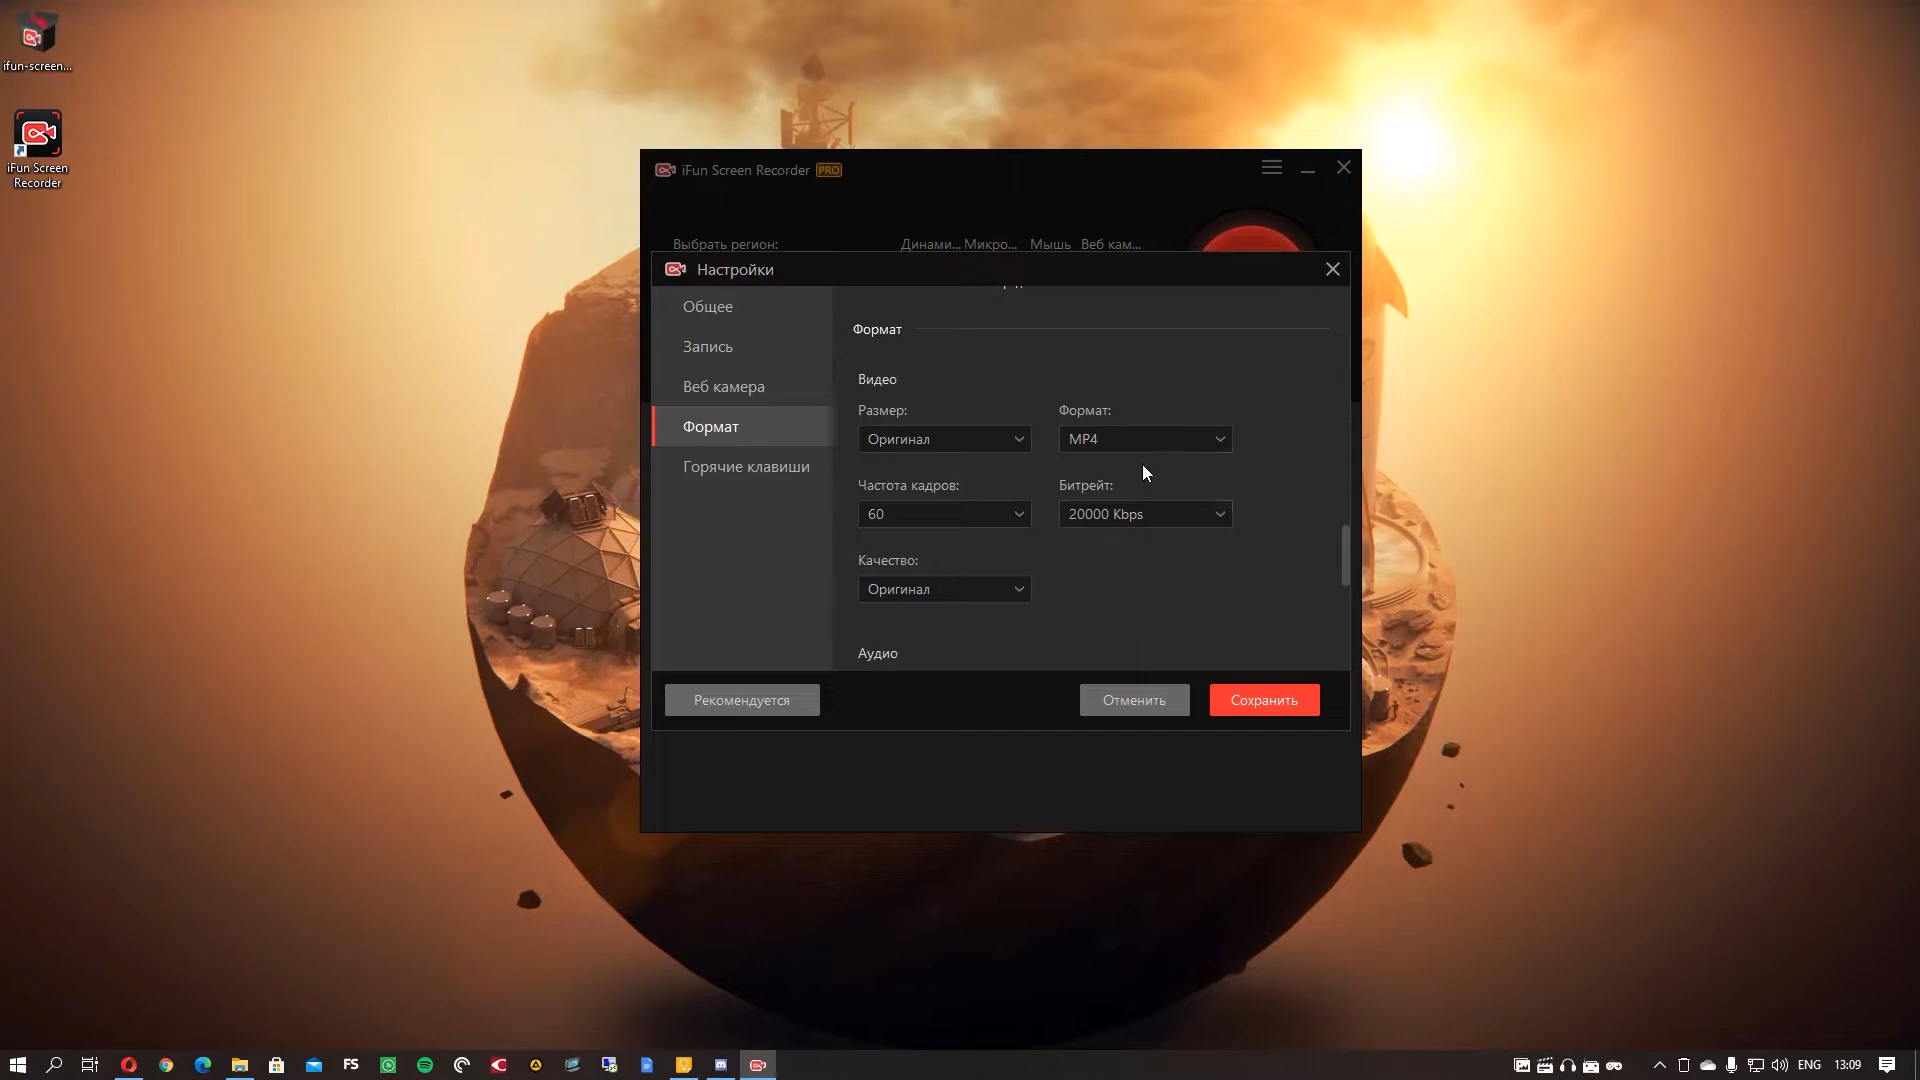 ifun-screen...
iFun Screen
Recorder
iFun Screen Recorder PRO
Выбрать регион:
Динами... Микро... Мышь Веб кам...
Настройки
Общее
Запись
Веб камера
Формат
Горячие клавиши
Формат
Видео
Размер: Формат:
Оригинал MP4
Частота кадров: Битрейт:
60 20000 Kbps
Качество:
Оригинал
Аудио
Рекомендуется Отменить Сохранить
FS
ENG 13:09